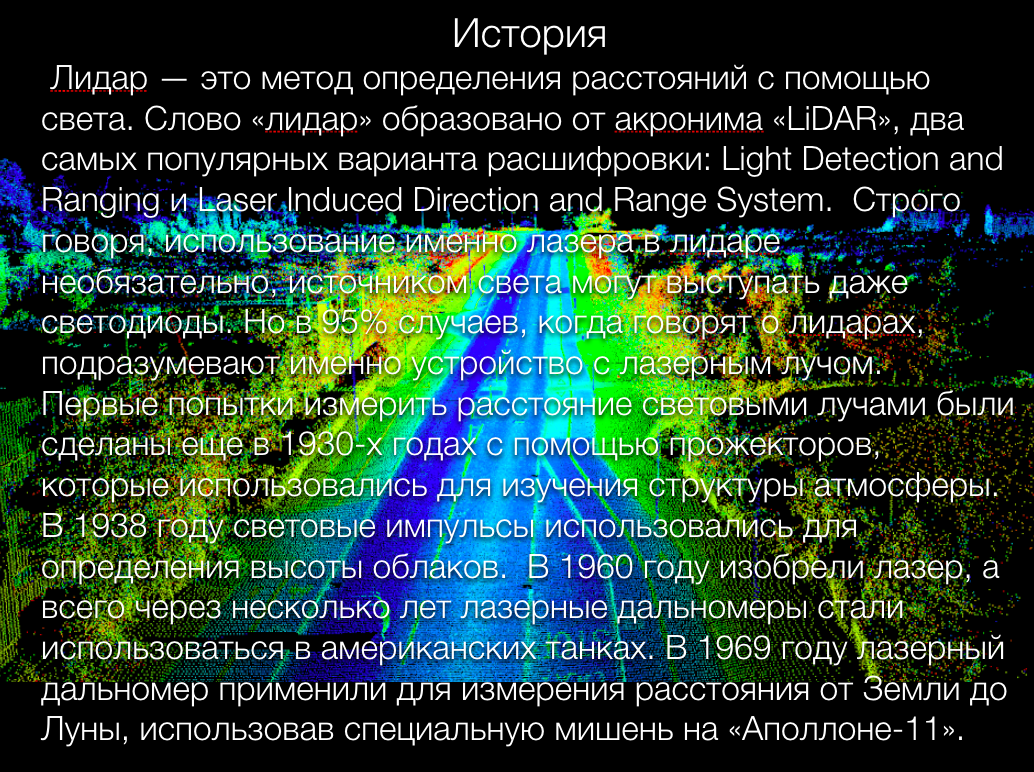 История
Лидар — это метод определения расстояний с помощью
света. Слово «лидар» образовано от акронима «LiDAR», два
самых популярных варианта расшифровки: Light Detection and
Ranging и Laser Induced Direction and Range System. Строго
говоря, использование именно лазера в лидаре
необязательно, источником света могут выступать даже
светодиоды. Но в 95% случаев, когда говорят о лидарах,
подразумевают именно устройство с лазерным лучом.
Первые попытки измерить расстояние световыми лучами были
сделаны еще в 1930-х годах с помощью прожекторов,
которые использовались для изучения структуры атмосферы.
В 1938 году световые импульсы использовались для
определения высоты облаков. В 1960 году изобрели лазер, а
всего через несколько лет лазерные дальномеры стали
использоваться в американских танках. В 1969 году лазерный
дальномер применили для измерения расстояния от Земли до
Луны, использовав специальную мишень на «Аполлоне-11».